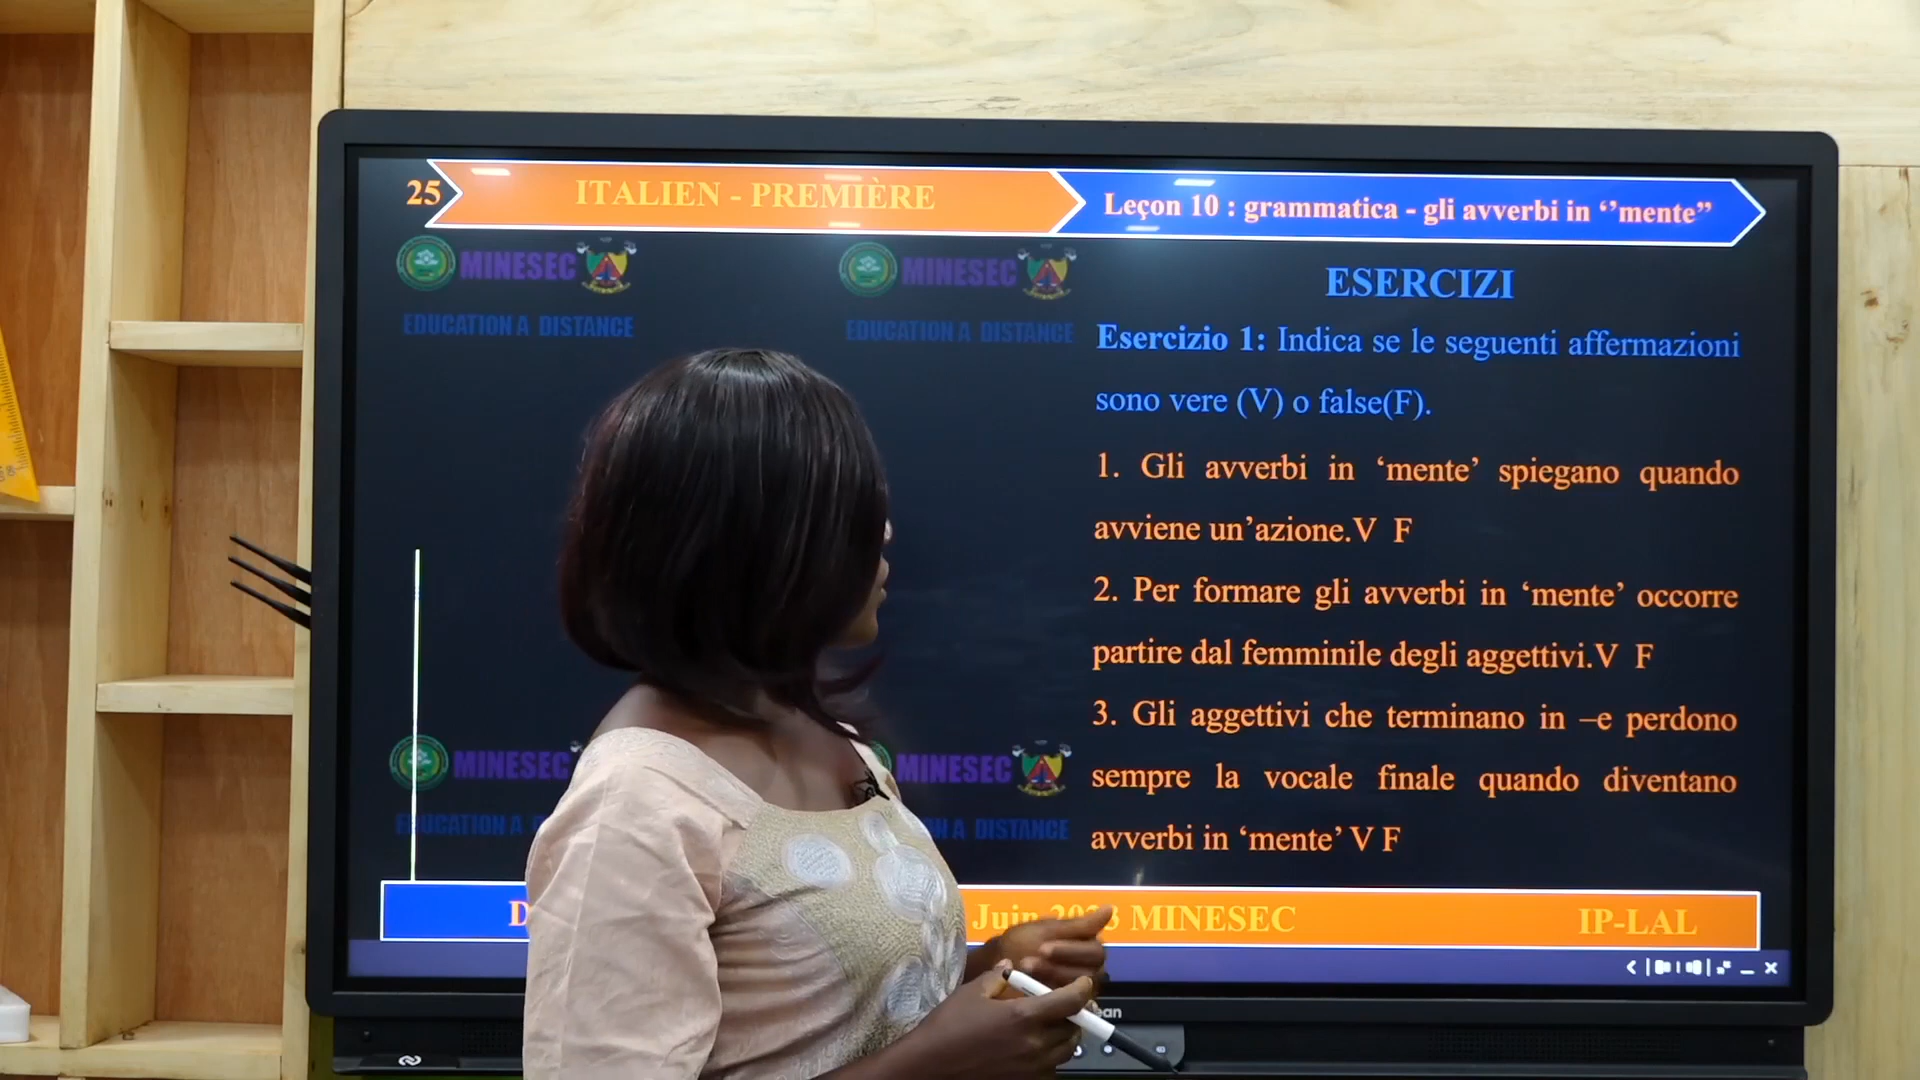 25
ITALIEN - PREMIÈRE
Leçon 10 : grammatica - gli avverbi in ‘’mente”
MINESEC
EDUCATION A DISTANCE
MINESEC
EDUCATION A DISTANCE
ESERCIZI
Esercizio 1: Indica se le seguenti affermazioni
sono vere (V) o false(F).
1. Gli avverbi in ‘mente’ spiegano quando
avviene un’azione.V F
2. Per formare gli avverbi in ‘mente’ occorre
partire dal femminile degli aggettivi.V F
3. Gli aggettivi che terminano in –e perdono
sempre la vocale finale quando diventano
avverbi in ‘mente’ V F
MINESEC
EDUCATION A
MINESEC
A DISTANCE
Juin MINESEC
IP-LAL